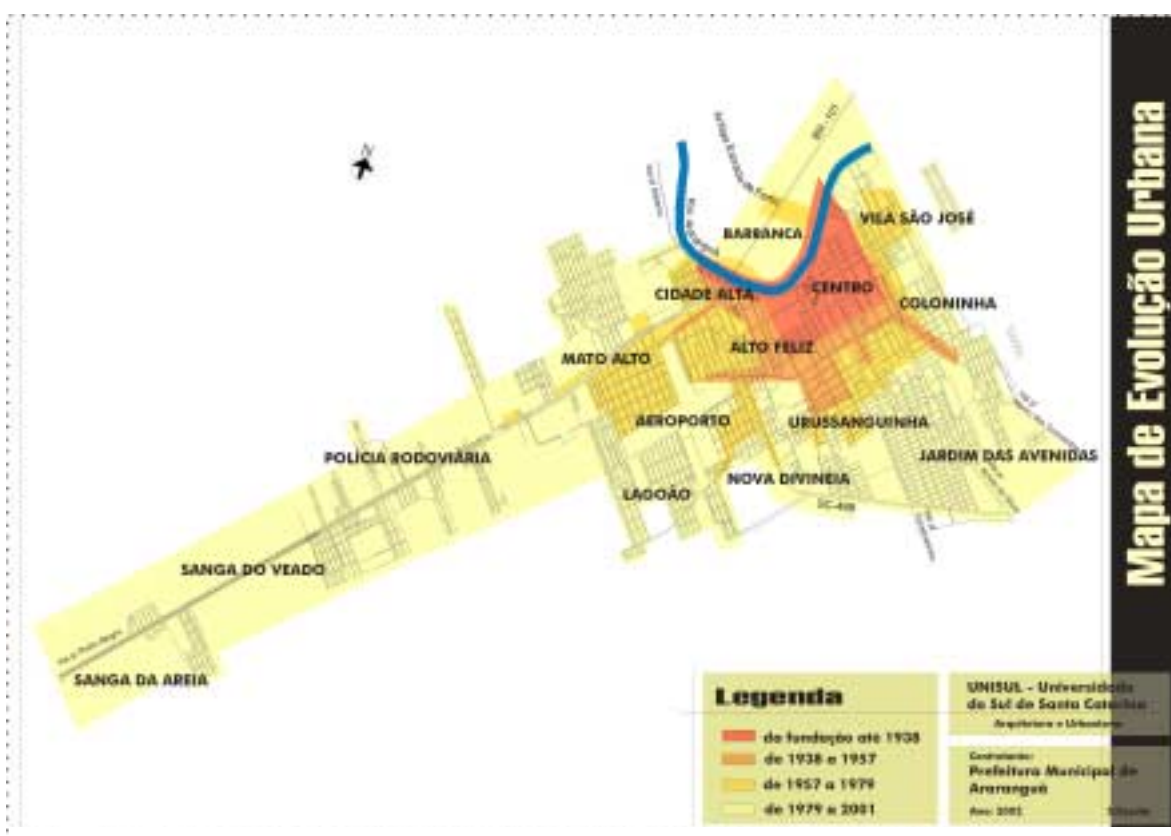 Mapa de Evolução Urbana
N
BR - 101
VILA SÃO JOSÉ
BARRANCA
CIDADE ALTA
CENTRO
COLONINHA
MATO ALTO
ALTO FELIZ
AEROPORTO
URUSSANGUINHA
POLÍCIA RODOVIÁRIA
JARDIM DAS AVENIDAS
NOVA DIVINEIA
LAGOÃO
SANGA DO VEADO
SANGA DA AREIA
Legenda
da fundação até 1938
de 1938 a 1957
de 1957 a 1979
de 1979 a 2001
UNISUL - Universidade
do Sul de Santa Catarina
Arquitetura e Urbanismo
Contratante:
Prefeitura Municipal de
Araranguá